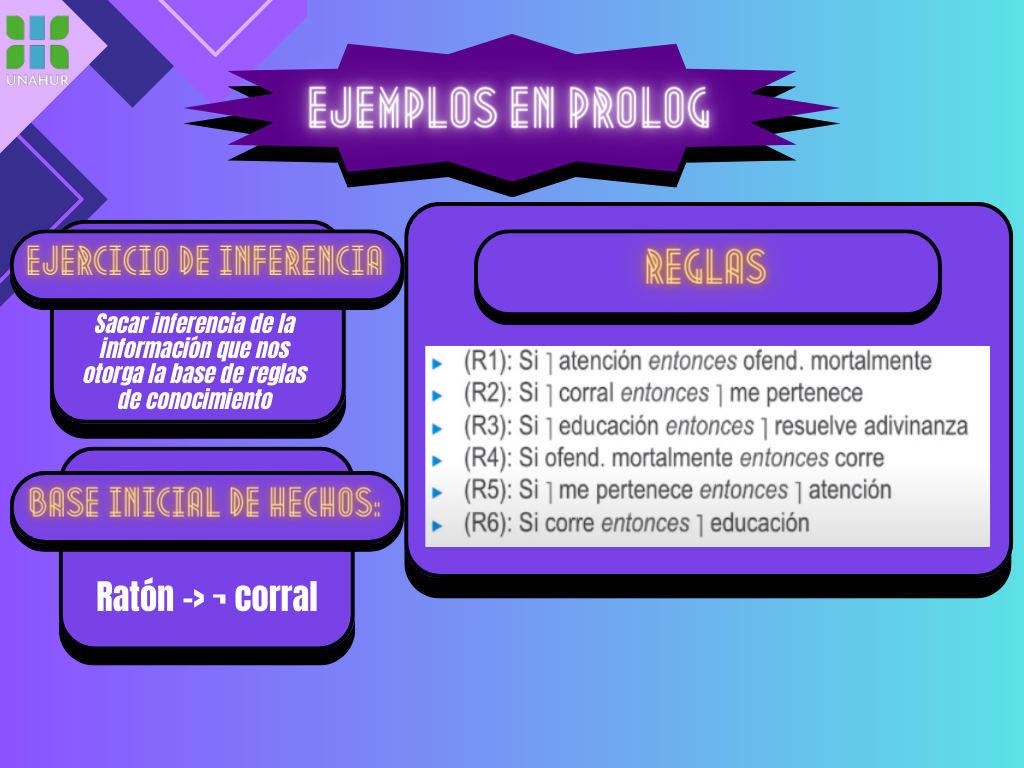 UNAHUR
EJEMPLOS EN PROLOG
EJERCICIO DE INFERENCIA
Sacar inferencia de la
información que nos
otorga la base de reglas
de conocimiento
BASE INICIAL DE HECHOS:
Ratón -> ¬ corral
REGLAS
(R1): Si ⌉ atención entonces ofend. mortalmente
(R2): Si ⌉ corral entonces ⌉ me pertenece
(R3): Si ⌉ educación entonces ⌉ resuelve adivinanza
(R4): Si ofend. mortalmente entonces corre
(R5): Si ⌉ me pertenece entonces ⌉ atención
(R6): Si corre entonces ⌉ educación